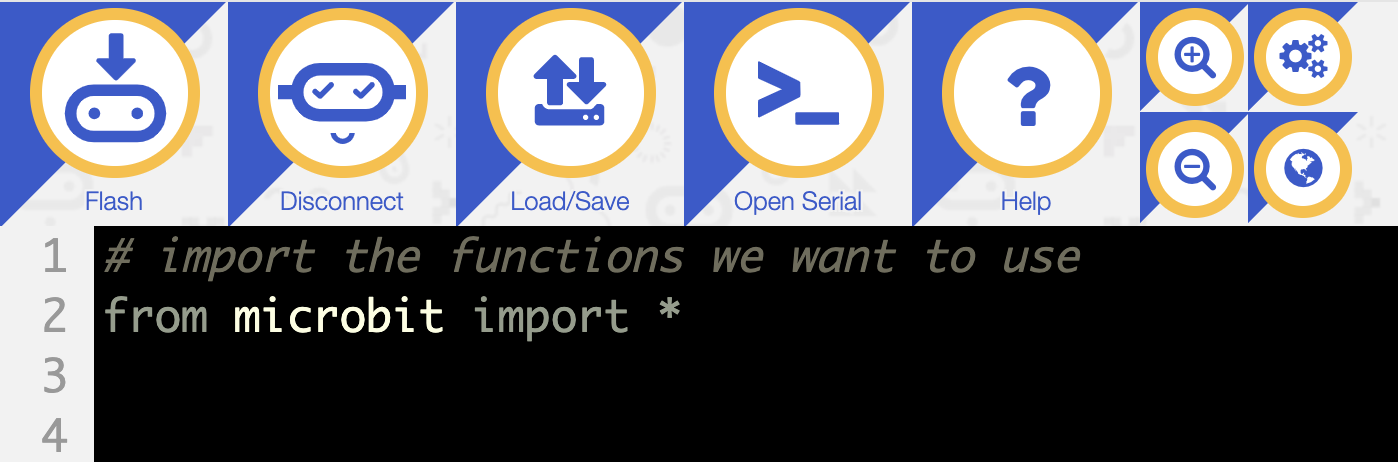 Flash Disconnect Load/Save Open Serial Help
1 # import the functions we want to use
2 from microbit import *
3
4